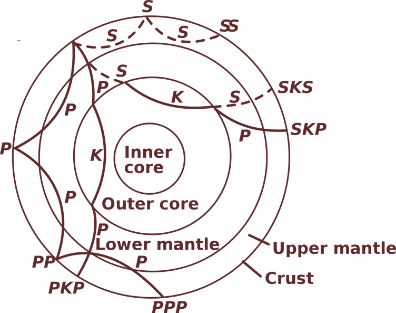 S
S
S
SS
S
P
K
S
SKS
P
P
SKP
P
K
Inner
core
P
Outer core
P
Lower mantle
Upper mantle
PP
P
Crust
PKP
PPP